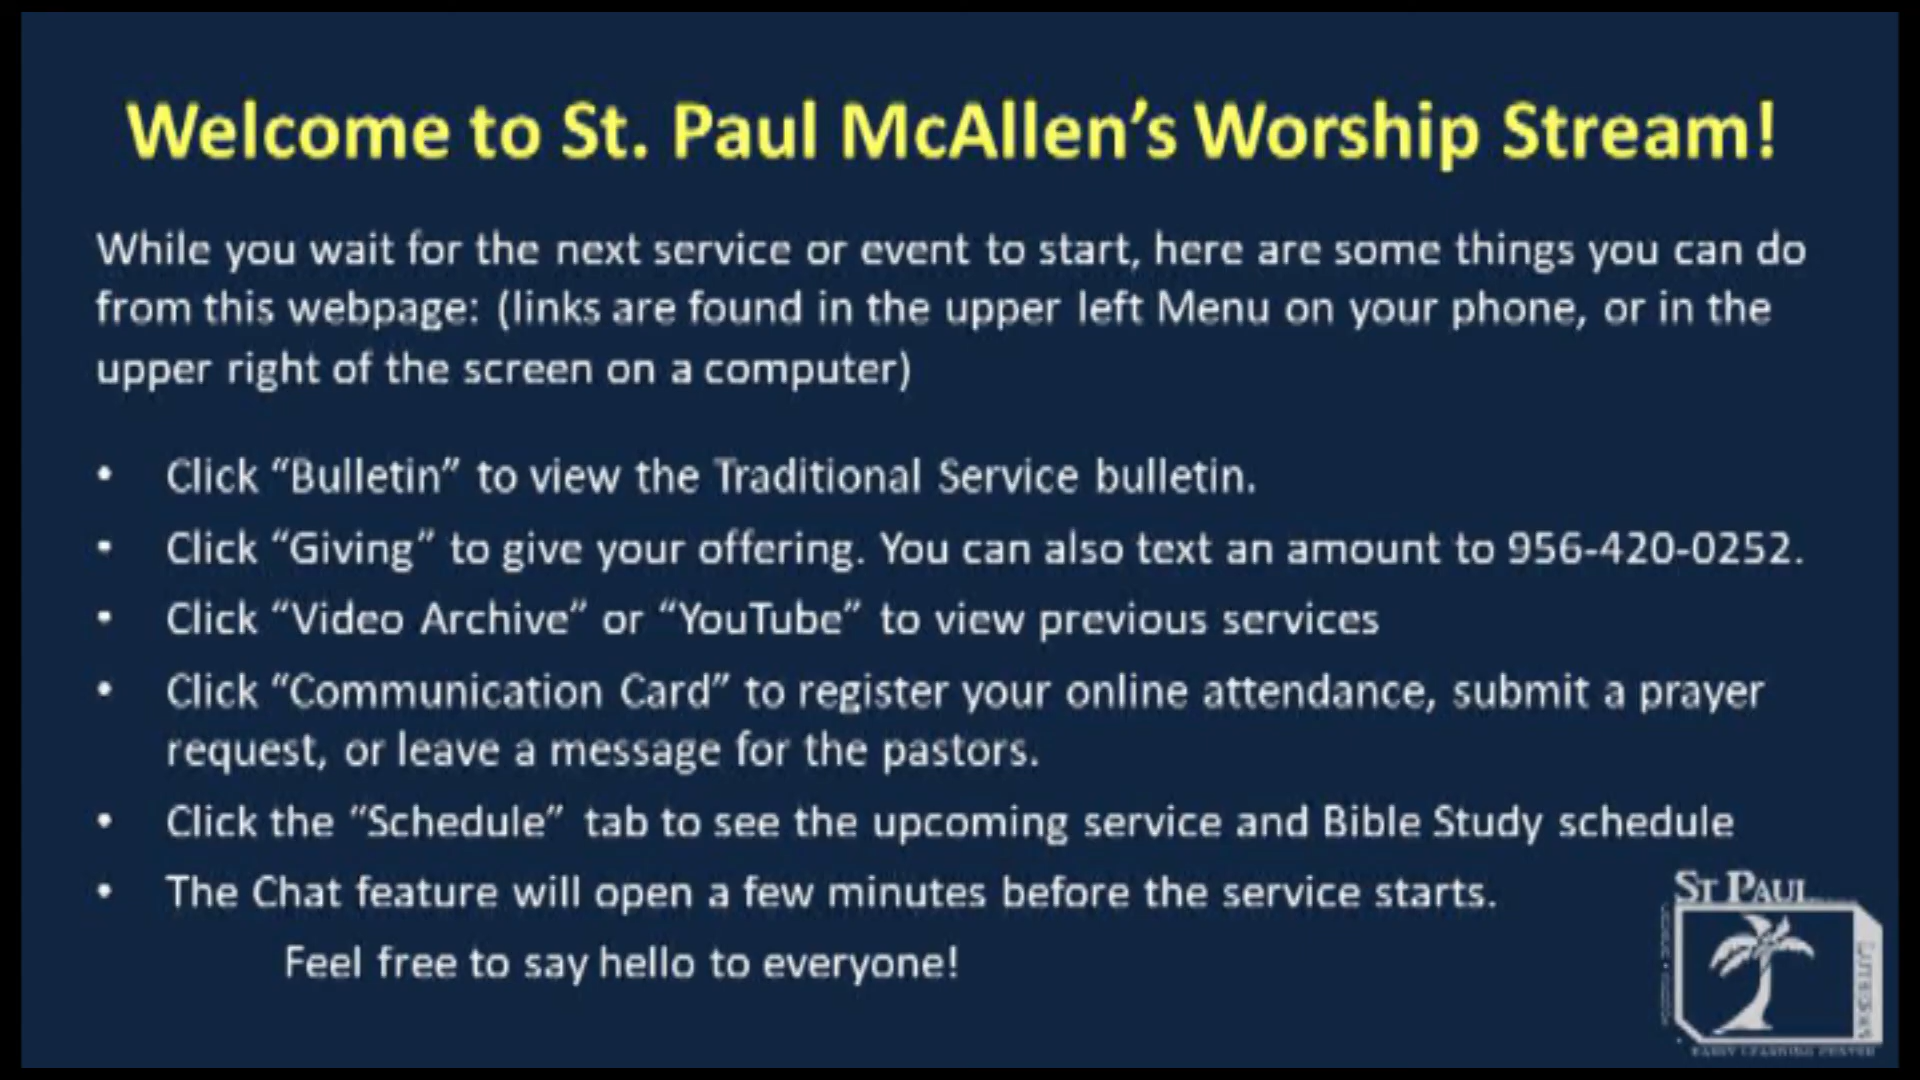 Welcome to St. Paul McAllen’s Worship Stream!
While you wait for the next service or event to start, here are some things you can do
from this webpage: (links are found in the upper left Menu on your phone, or in the
upper right of the screen on a computer)
• Click “Bulletin” to view the Traditional Service bulletin.
• Click “Giving” to give your offering. You can also text an amount to 956-420-0252.
• Click “Video Archive” or “YouTube” to view previous services
• Click “Communication Card” to register your online attendance, submit a prayer
request, or leave a message for the pastors.
• Click the “Schedule” tab to see the upcoming service and Bible Study schedule
• The Chat feature will open a few minutes before the service starts.
Feel free to say hello to everyone!
ST PAUL
LUTHERAN
EARLY LEARNING CENTER